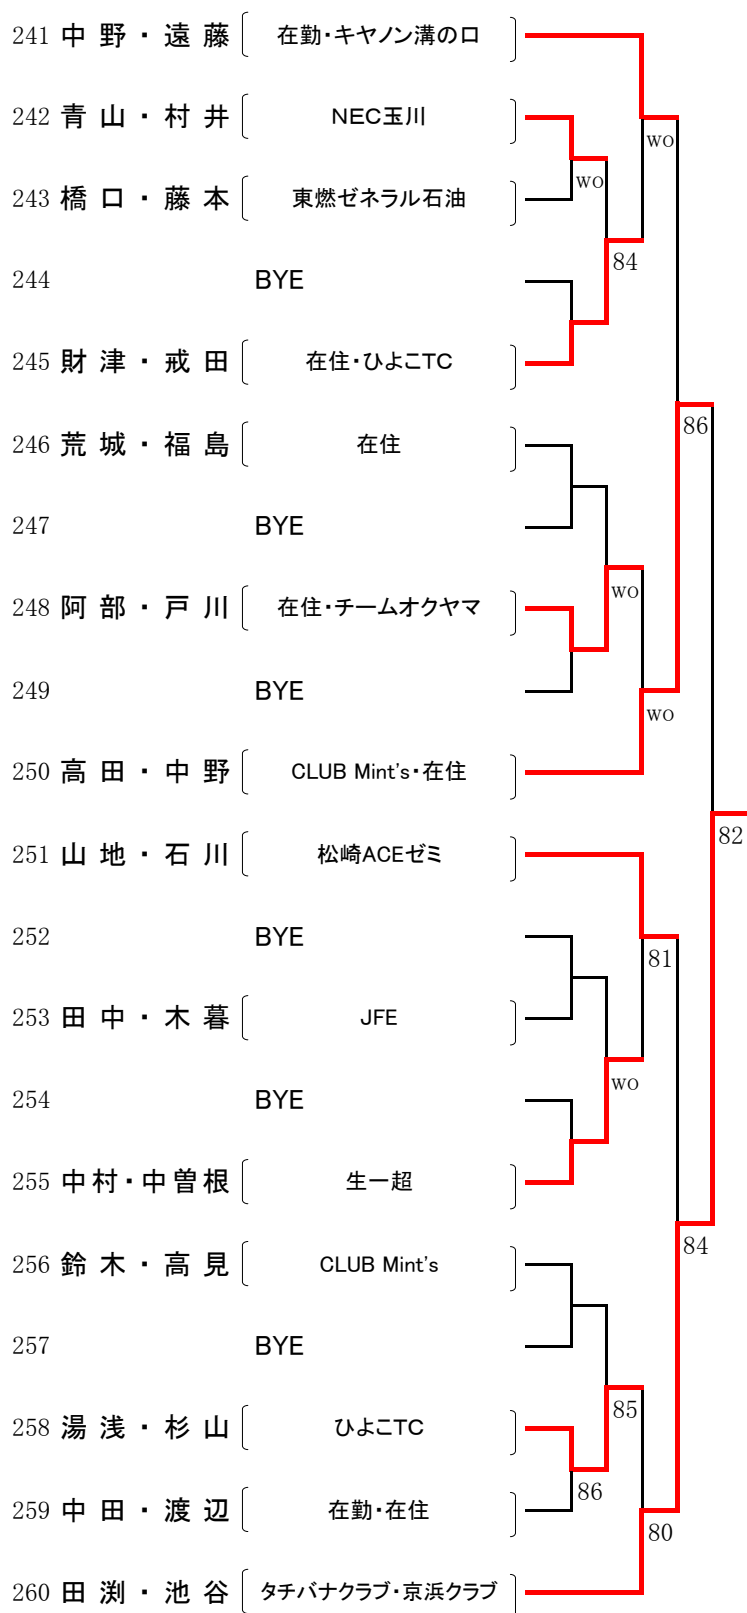 241 中野・遠藤 在勤・キヤノン溝の口
242 青山・村井 NEC玉川
WO
243 橋口・藤本 東燃ゼネラル石油
WO
244 BYE
84
245 財津・戒田 在住・ひよこTC
246 荒城・福島 在住
86
247 BYE
248 阿部・戸川 在住・チームオクヤマ
WO
249 BYE
WO
250 高田・中野 CLUB Mint's・在住
82
251 山地・石川 松崎ACEゼミ
252 BYE
81
253 田中・木暮 JFE
WO
254 BYE
255 中村・中曽根 生一超
84
256 鈴木・高見 CLUB Mint's
257 BYE
85
258 湯浅・杉山 ひよこTC
86
259 中田・渡辺 在勤・在住
80
260 田渕・池谷 タチバナクラブ・京浜クラブ